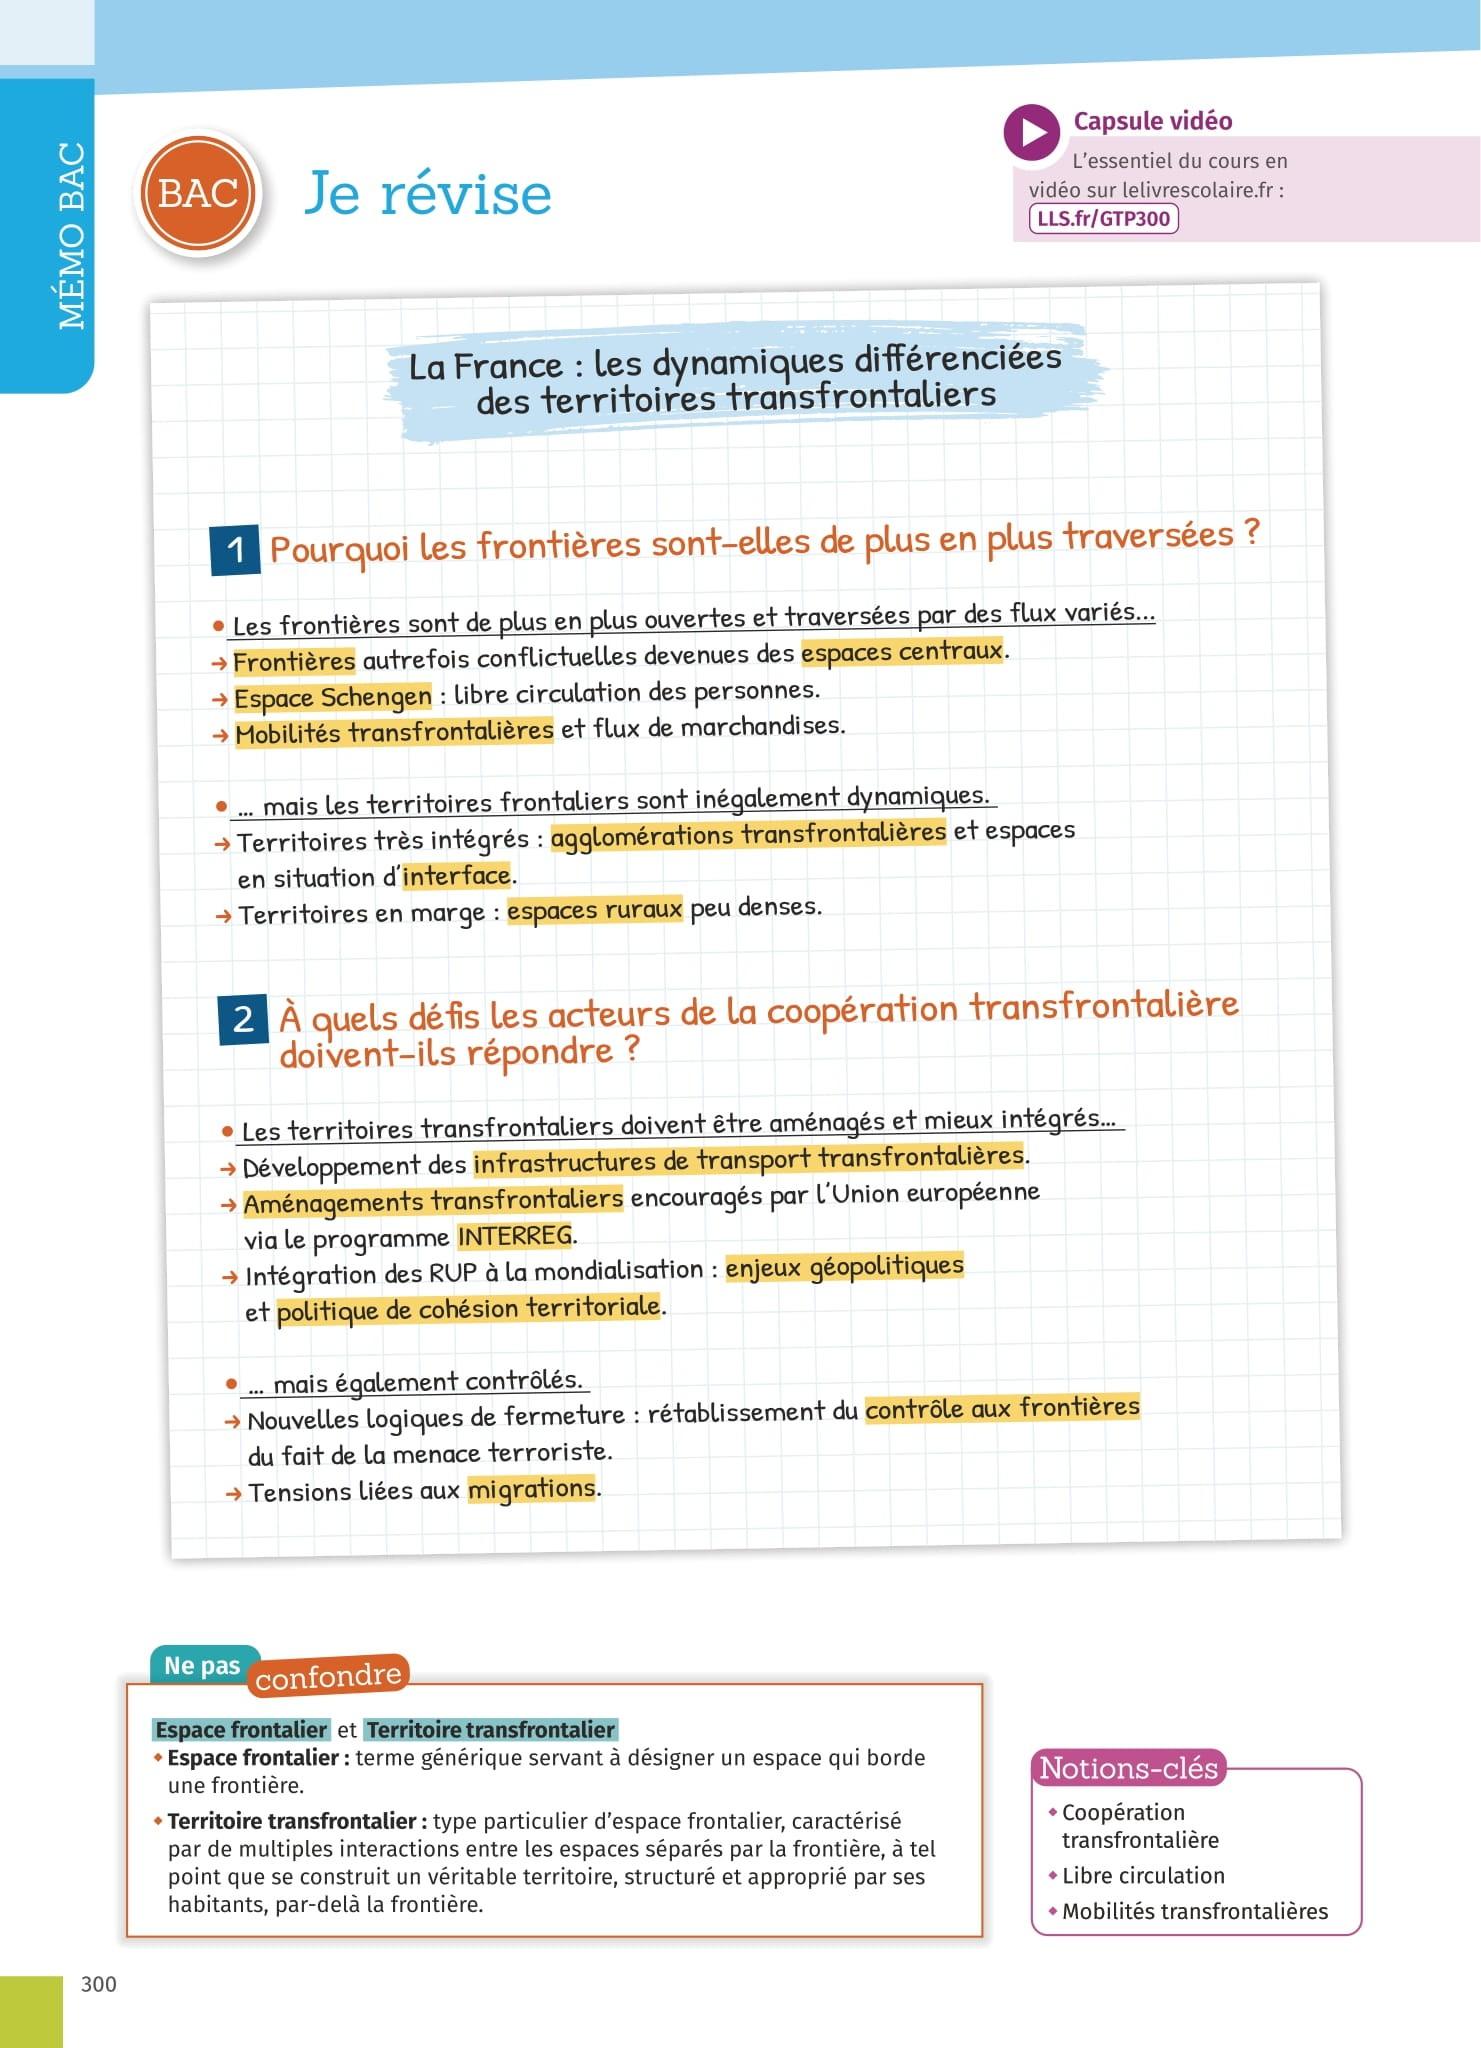 MÉMO BAC
BAC
Je révise
Capsule vidéo
L'essentiel du cours en
vidéo sur lelivrescolaire.fr :
LLS.fr/GTP300
La France : les dynamiques différenciées
des territoires transfrontaliers
1 Pourquoi les frontières sont-elles de plus en plus traversées ?
• Les frontières sont de plus en plus ouvertes et traversées par des flux variés...
→ Frontières autrefois conflictuelles devenues des espaces centraux.
→ Espace Schengen : libre circulation des personnes.
→ Mobilités transfrontalières et flux de marchandises.
• ... mais les territoires frontaliers sont inégalement dynamiques.
→ Territoires très intégrés : agglomérations transfrontalières et espaces
en situation d'interface.
→ Territoires en marge : espaces ruraux peu denses.
2 À quels défis les acteurs de la coopération transfrontalière
doivent-ils répondre ?
• Les territoires transfrontaliers doivent être aménagés et mieux intégrés...
→ Développement des infrastructures de transport transfrontalières.
→ Aménagements transfrontaliers encouragés par l'Union européenne
via le programme INTERREG.
→ Intégration des RUP à la mondialisation : enjeux géopolitiques
et politique de cohésion territoriale.
• ... mais également contrôlés.
→ Nouvelles logiques de fermeture : rétablissement du contrôle aux frontières
du fait de la menace terroriste.
→ Tensions liées aux migrations.
Ne pas confondre
Espace frontalier et Territoire transfrontalier
Espace frontalier : terme générique servant à désigner un espace qui borde
une frontière.
Territoire transfrontalier : type particulier d'espace frontalier, caractérisé
par de multiples interactions entre les espaces séparés par la frontière, à tel
point que se construit un véritable territoire, structuré et approprié par ses
habitants, par-delà la frontière.
Notions-clés
Coopération
transfrontalière
Libre circulation
Mobilités transfrontalières
300